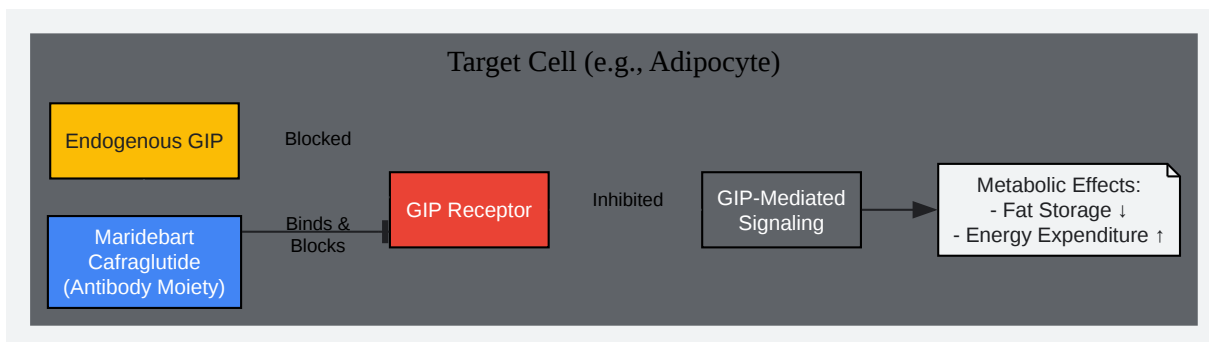 Target Cell (e.g., Adipocyte)
Endogenous GIP
Blocked
Maridebart
Cafraglutide
(Antibody Moiety)
Binds &
Blocks
GIP Receptor
Inhibited
GIP-Mediated
Signaling
Metabolic Effects:
- Fat Storage ↓
- Energy Expenditure ↑